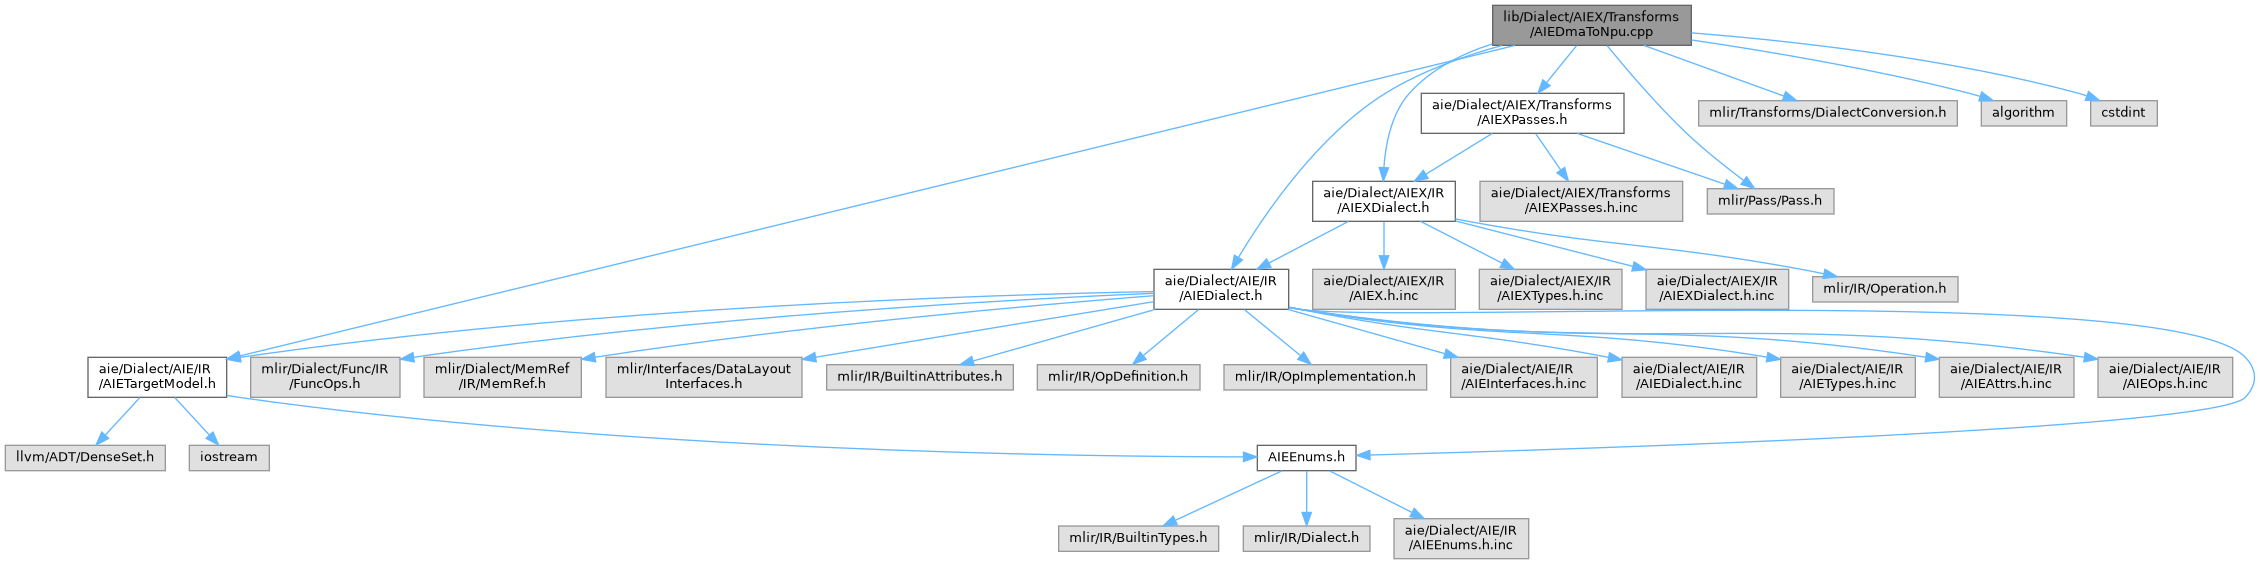 lib/Dialect/AIEX/Transforms
/AIEDmaToNpu.cpp
aie/Dialect/AIEX/Transforms
/AIEXPasses.h
mlir/Transforms/DialectConversion.h
algorithm
cstdint
aie/Dialect/AIEX/IR
/AIEXDialect.h
aie/Dialect/AIEX/Transforms
/AIEXPasses.h.inc
mlir/Pass/Pass.h
aie/Dialect/AIE/IR
/AIEDialect.h
aie/Dialect/AIEX/IR
/AIEX.h.inc
aie/Dialect/AIEX/IR
/AIEXTypes.h.inc
aie/Dialect/AIEX/IR
/AIEXDialect.h.inc
mlir/IR/Operation.h
aie/Dialect/AIE/IR
/AIETargetModel.h
mlir/Dialect/Func/IR
/FuncOps.h
mlir/Dialect/MemRef
/IR/MemRef.h
mlir/Interfaces/DataLayout
Interfaces.h
mlir/IR/BuiltinAttributes.h
mlir/IR/OpDefinition.h
mlir/IR/OpImplementation.h
aie/Dialect/AIE/IR
/AIEInterfaces.h.inc
aie/Dialect/AIE/IR
/AIEDialect.h.inc
aie/Dialect/AIE/IR
/AIETypes.h.inc
aie/Dialect/AIE/IR
/AIEAttrs.h.inc
aie/Dialect/AIE/IR
/AIEOps.h.inc
llvm/ADT/DenseSet.h
iostream
AIEEnums.h
mlir/IR/BuiltinTypes.h
mlir/IR/Dialect.h
aie/Dialect/AIE/IR
/AIEEnums.h.inc